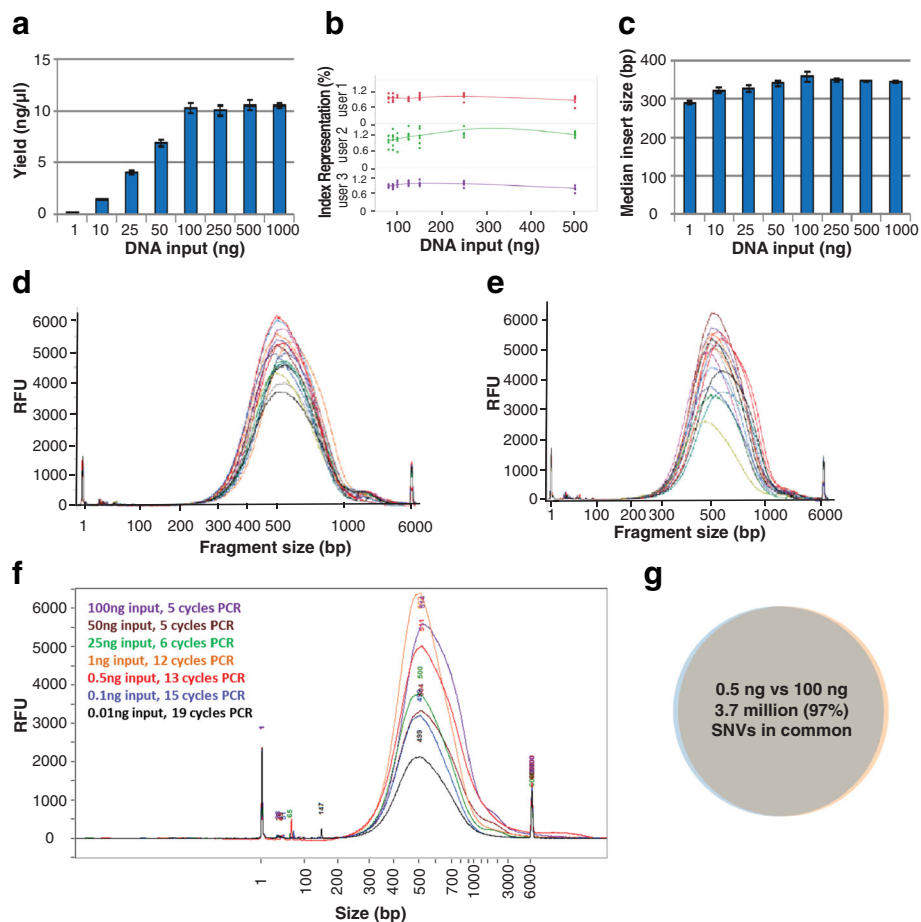 a
Yield (ng/µl)
15
10
5
0
1 10 25 50 100 250 500 1000
DNA input (ng)
b
Index Representation (%)
user 1
user 2
user 3
1.2
0.6
0
1.2
0.6
0
1.2
0.6
100 200 300 400 500
DNA input (ng)
c
Median insert size (bp)
400
300
200
100
0
1 10 25 50 100 250 500 1000
DNA input (ng)
d
RFU
6000
5000
4000
3000
2000
1000
0
1 100 200 300 400 500 1000 6000
Fragment size (bp)
e
RFU
6000
5000
4000
3000
2000
1000
0
1 100 200 300 500 1000 6000
Fragment size (bp)
f
RFU
6000
5000
4000
3000
2000
1000
0
100ng input, 5 cycles PCR
50ng input, 5 cycles PCR
25ng input, 6 cycles PCR
1ng input, 12 cycles PCR
0.5ng input, 13 cycles PCR
0.1ng input, 15 cycles PCR
0.01ng input, 19 cycles PCR
1
65
147
514
511
500
499
1 100 200 300 400 500 700 1000 3000 6000
Size (bp)
g
0.5 ng vs 100 ng
3.7 million (97%)
SNVs in common